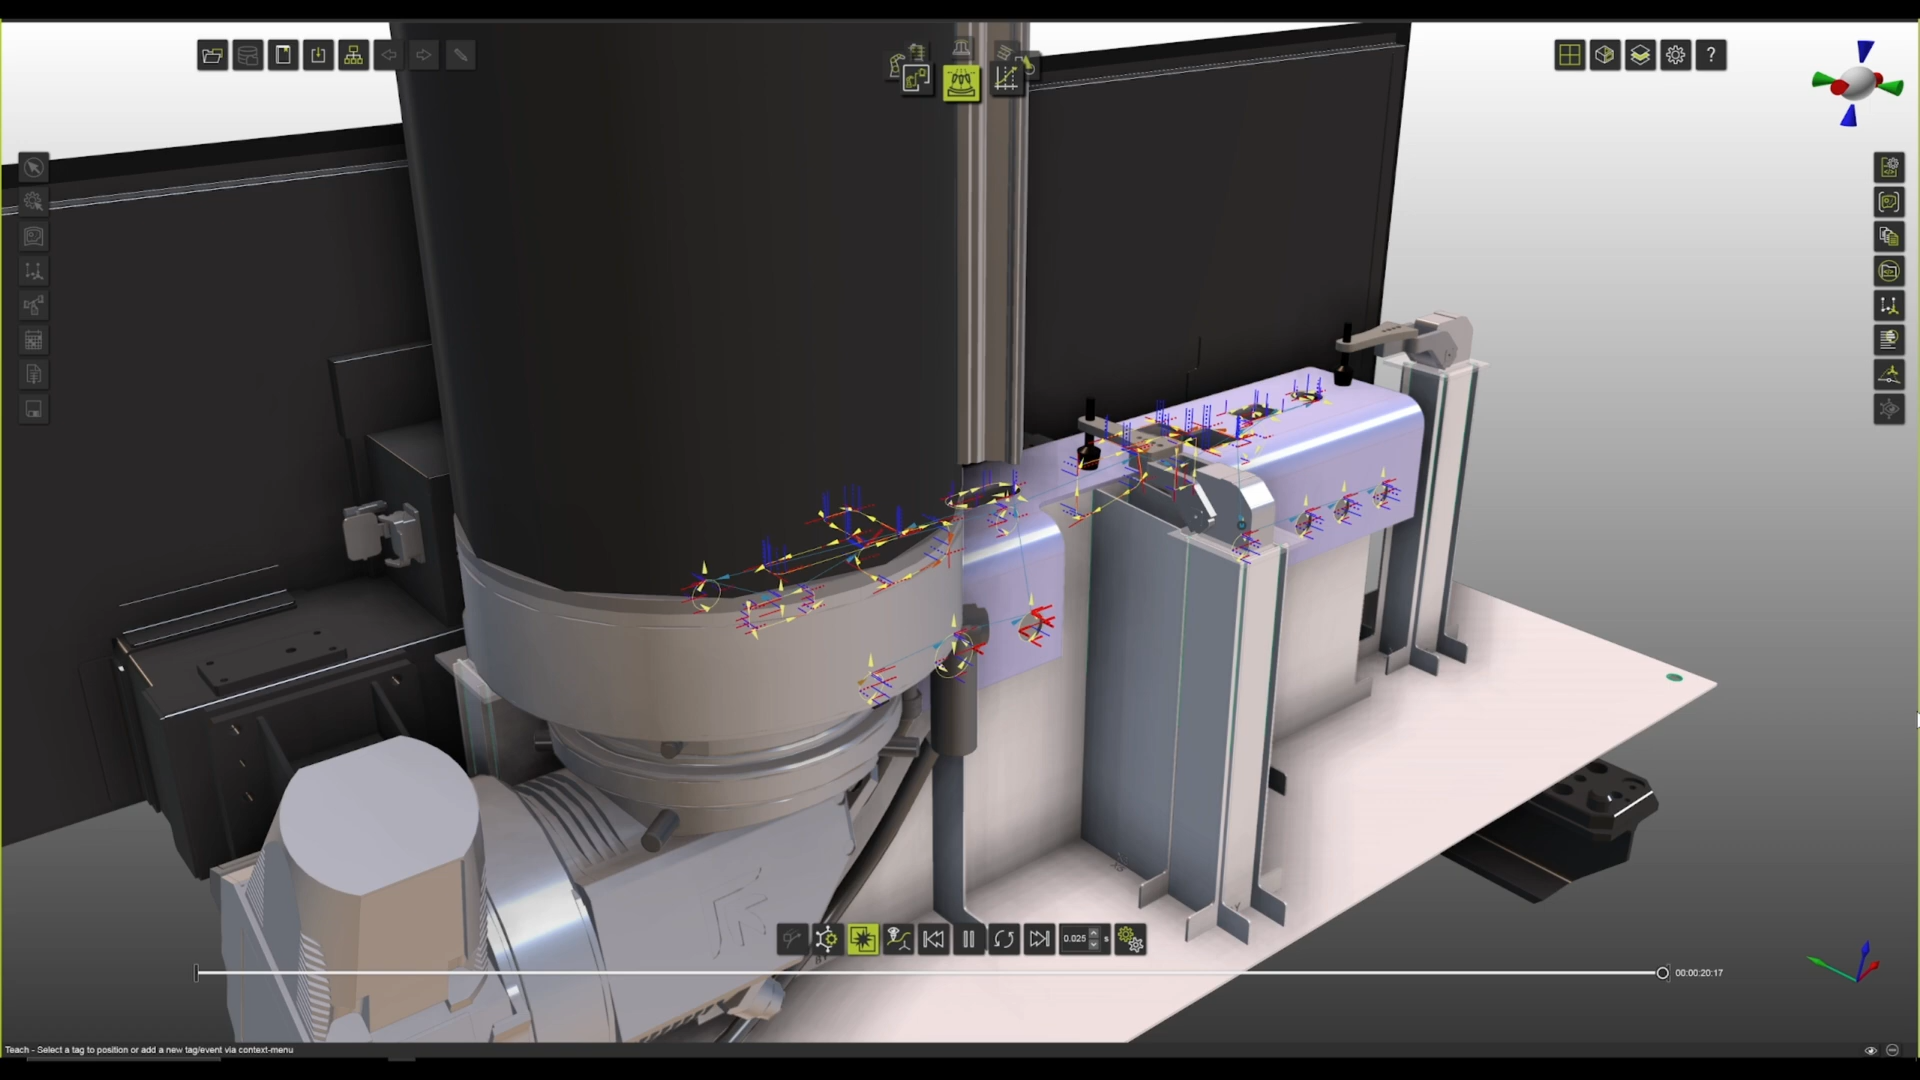 ?
0.025 s
00:00:20:17
Teach - Select a tag to position or add a new tag/event via context-menu